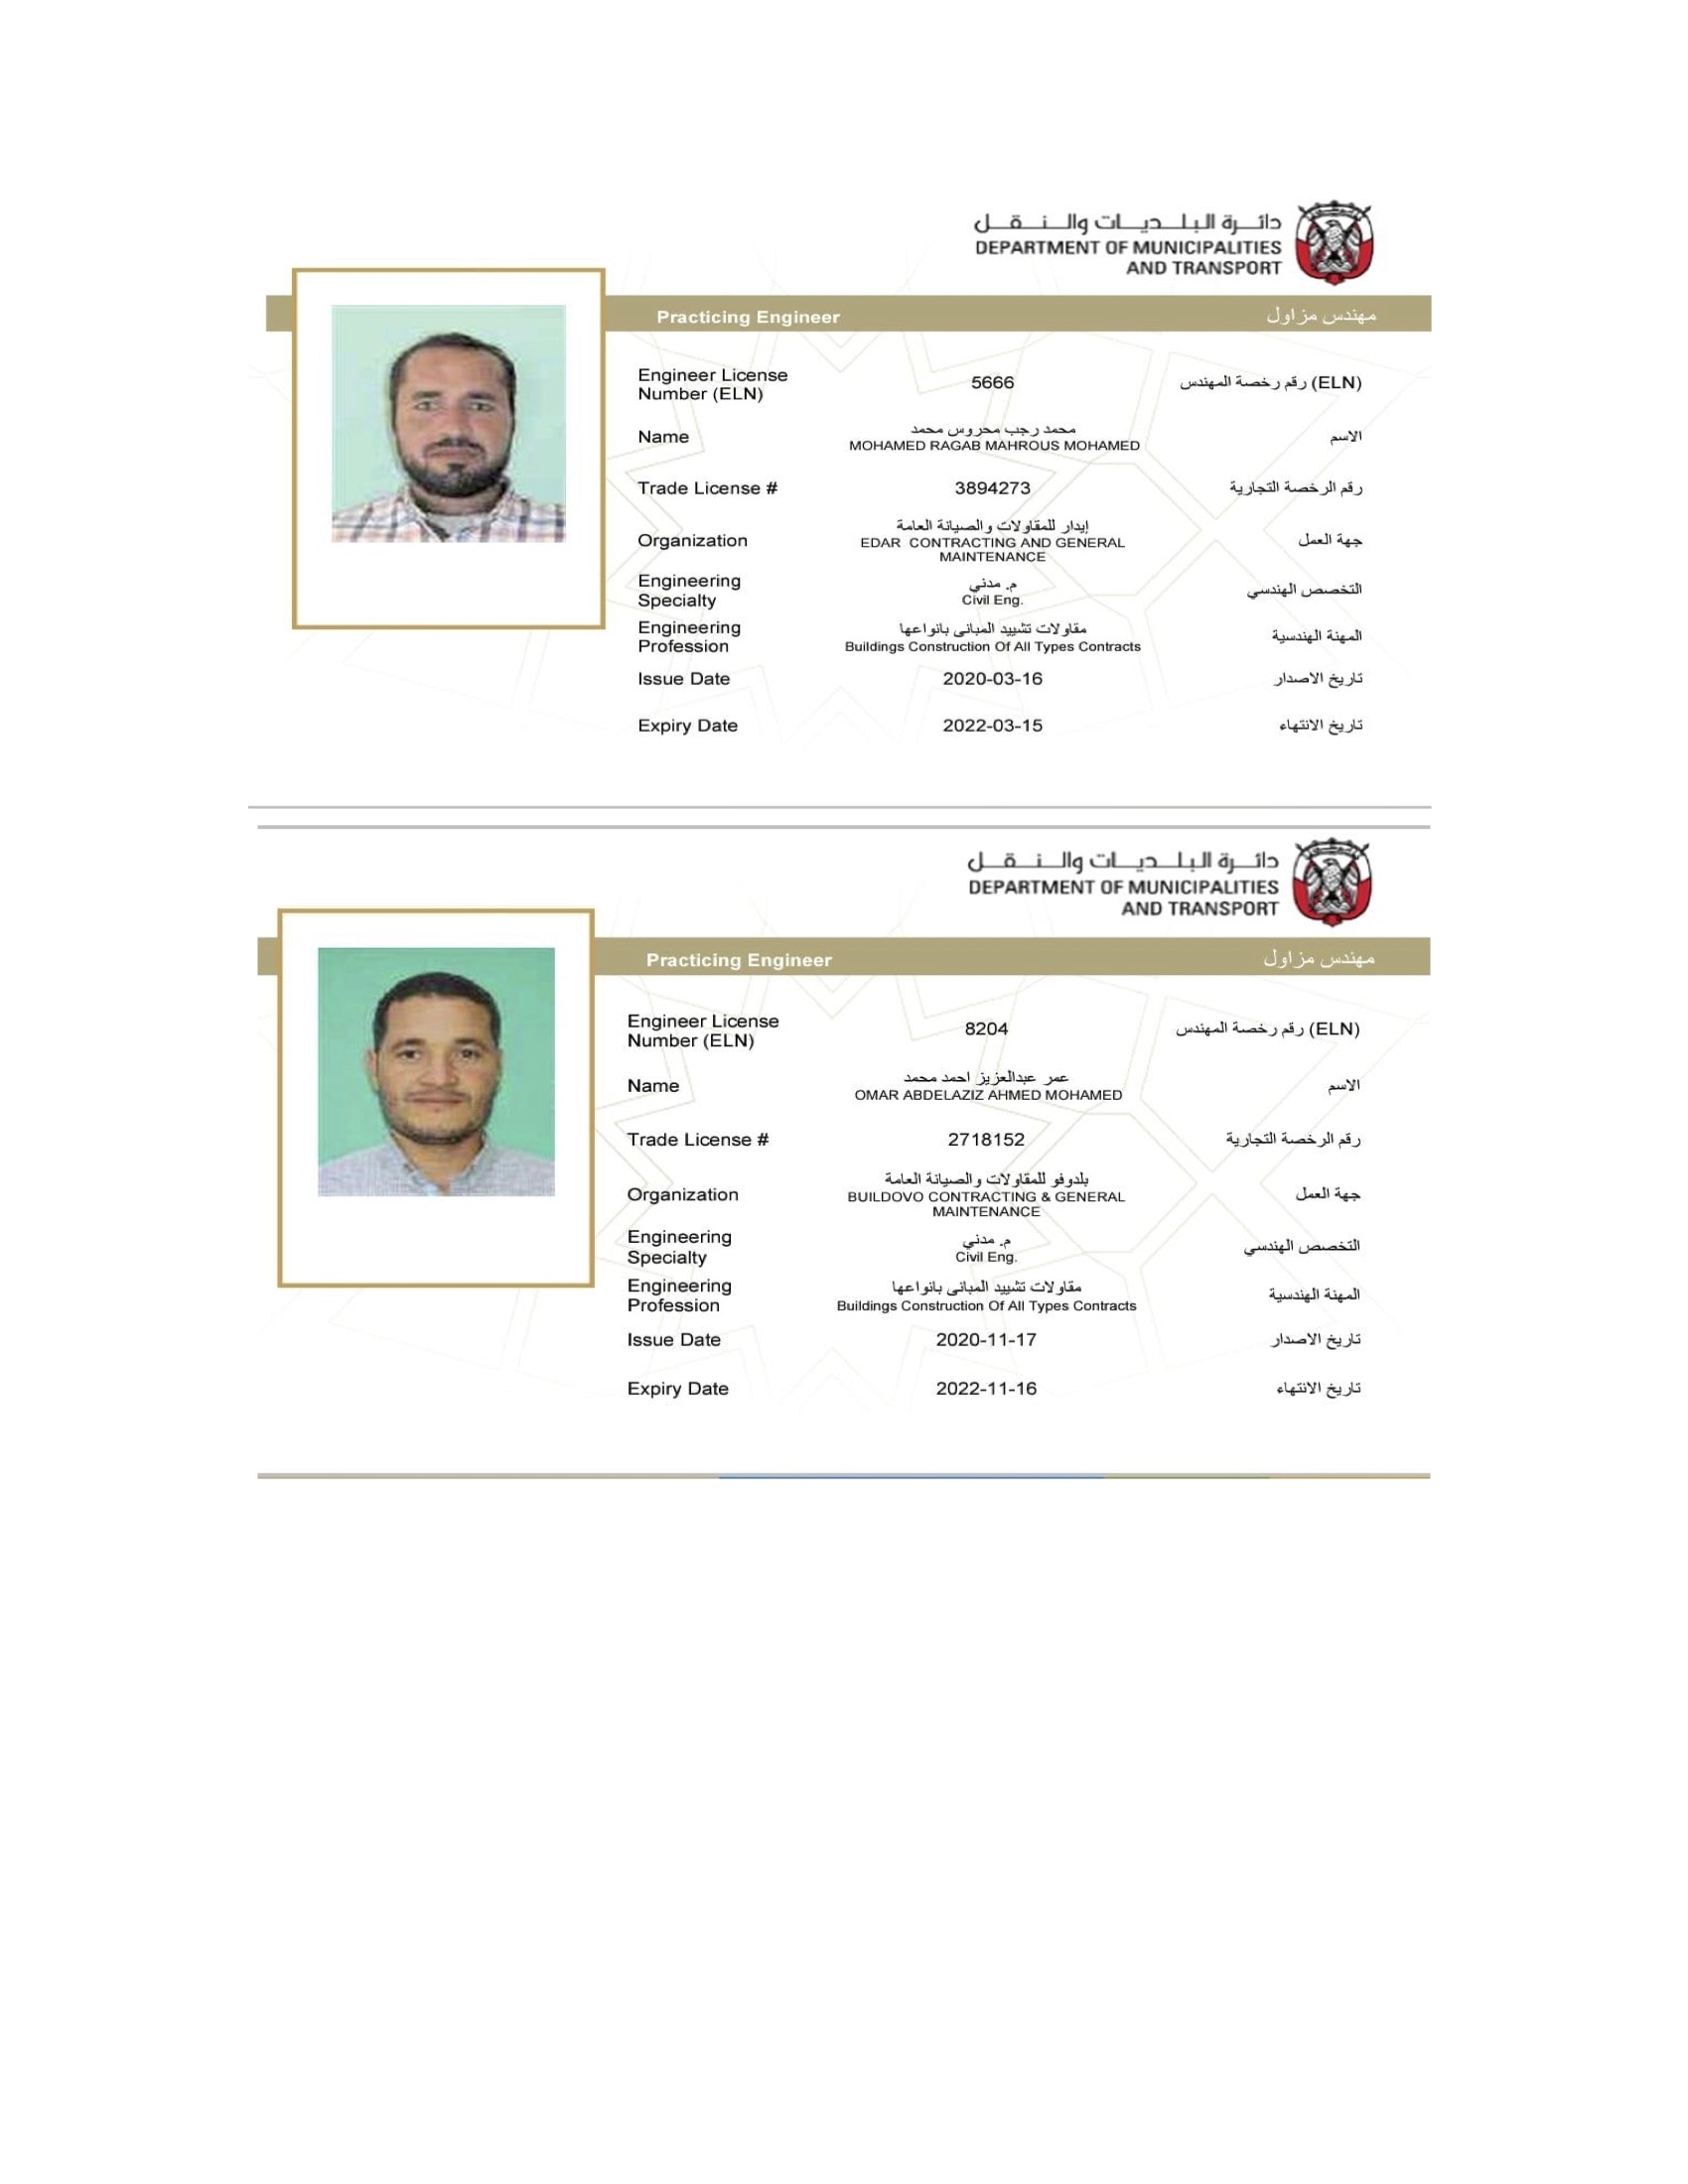 دائرة البلديات والنقل
DEPARTMENT OF MUNICIPALITIES
AND TRANSPORT
Practicing Engineer مهندس مزاول
Engineer License
Number (ELN)
5666
رقم رخصة المهندس (ELN)
Name
محمد رجب محروس محمد
MOHAMED RAGAB MAHROUS MOHAMED
الاسم
Trade License # 3894273 رقم الرخصة التجارية
Organization
إيدار للمقاولات والصيانة العامة
EDAR CONTRACTING AND GENERAL
MAINTENANCE
جهة العمل
Engineering
Specialty
م. مدني
Civil Eng.
التخصص الهندسي
Engineering
Profession
مقاولات تشييد المبانى بانواعها
Buildings Construction Of All Types Contracts
المهنة الهندسية
Issue Date 2020-03-16 تاريخ الاصدار
Expiry Date 2022-03-15 تاريخ الانتهاء
دائرة البلديات والنقل
DEPARTMENT OF MUNICIPALITIES
AND TRANSPORT
Practicing Engineer مهندس مزاول
Engineer License
Number (ELN)
8204
رقم رخصة المهندس (ELN)
Name
عمر عبدالعزيز احمد محمد
OMAR ABDELAZIZ AHMED MOHAMED
الاسم
Trade License # 2718152 رقم الرخصة التجارية
Organization
بلدوفو للمقاولات والصيانة العامة
BUILDOVO CONTRACTING & GENERAL
MAINTENANCE
جهة العمل
Engineering
Specialty
م. مدني
Civil Eng.
التخصص الهندسي
Engineering
Profession
مقاولات تشييد المبانى بانواعها
Buildings Construction Of All Types Contracts
المهنة الهندسية
Issue Date 2020-11-17 تاريخ الاصدار
Expiry Date 2022-11-16 تاريخ الانتهاء